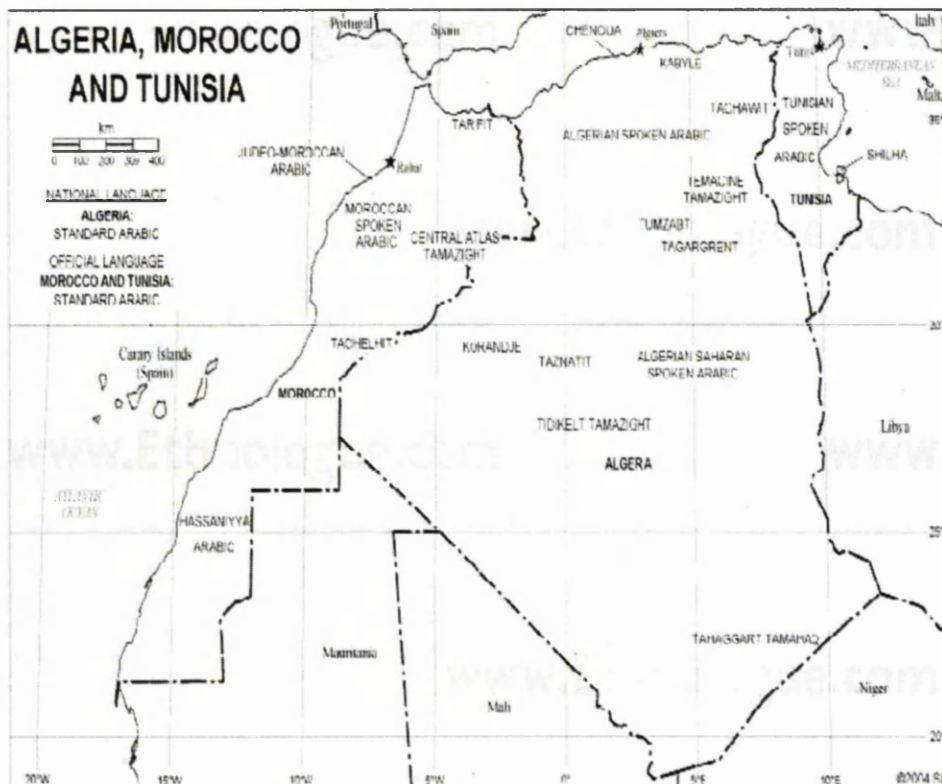 ALGERIA, MOROCCO
AND TUNISIA
km
0 100 200 300 400
NATIONAL LANGUAGE
ALGERIA:
STANDARD ARABIC
OFFICIAL LANGUAGE
MOROCCO AND TUNISIA:
STANDARD ARABIC
Portugal
Spain
CHENOUA
Algiers
KABYLE
Tunis
Italy
MEDITERRANEAN
SEA
Malta
TARIFIT
TACHAWIT
TUNISIAN
SPOKEN
ARABIC
ALGERIAN SPOKEN ARABIC
JUDEO-MOROCCAN
ARABIC
Rabat
SHILHA
TEMACINE
TAMAZIGHT
TUNISIA
MOROCCAN
SPOKEN
ARABIC
CENTRAL ATLAS
TAMAZIGHT
TUMZABT
TAGARGRENT
TACHELHIT
KORANDJE
TAZNATIT
ALGERIAN SAHARAN
SPOKEN ARABIC
Canary Islands
(Spain)
MOROCCO
TIDIKELT TAMAZIGHT
ALGERA
Libya
ATLANTIC
OCEAN
HASSANIYYA
ARABIC
25°
Mauritania
Mali
TAHAGGART TAMAHAQ
Niger
20°
20°W 15°W 10°W 5°W 0° 5°E 10°E
©2004
www.Ethnologue.com